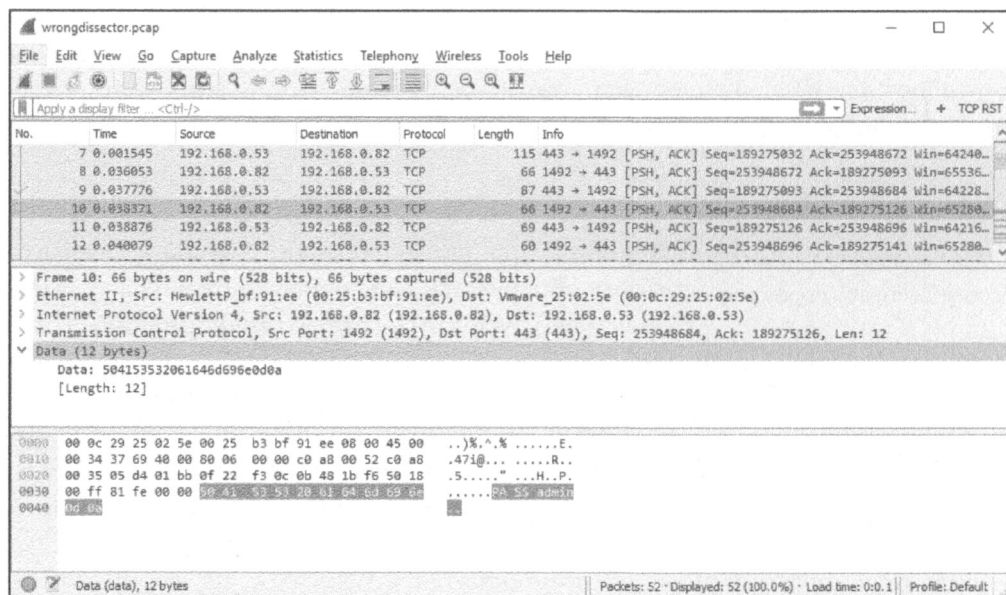 wrongdissector.pcap
File Edit View Go Capture Analyze Statistics Telephony Wireless Tools Help
Apply a display filter ... <Ctrl-/> Expression... + TCP RST
No. Time Source Destination Protocol Length Info
7 0.001545 192.168.0.53 192.168.0.82 TCP 115 443 → 1492 [PSH, ACK] Seq=189275032 Ack=253948672 Win=64240…
8 0.036053 192.168.0.82 192.168.0.53 TCP 66 1492 → 443 [PSH, ACK] Seq=253948672 Ack=189275093 Win=65536…
9 0.037776 192.168.0.53 192.168.0.82 TCP 87 443 → 1492 [PSH, ACK] Seq=189275093 Ack=253948684 Win=64228…
10 0.038371 192.168.0.82 192.168.0.53 TCP 66 1492 → 443 [PSH, ACK] Seq=253948684 Ack=189275126 Win=65280…
11 0.038876 192.168.0.53 192.168.0.82 TCP 69 443 → 1492 [PSH, ACK] Seq=189275126 Ack=253948696 Win=64216…
12 0.040079 192.168.0.82 192.168.0.53 TCP 60 1492 → 443 [PSH, ACK] Seq=253948696 Ack=189275141 Win=65280…
> Frame 10: 66 bytes on wire (528 bits), 66 bytes captured (528 bits)
> Ethernet II, Src: HewlettP_bf:91:ee (00:25:b3:bf:91:ee), Dst: Vmware_25:02:5e (00:0c:29:25:02:5e)
> Internet Protocol Version 4, Src: 192.168.0.82 (192.168.0.82), Dst: 192.168.0.53 (192.168.0.53)
> Transmission Control Protocol, Src Port: 1492 (1492), Dst Port: 443 (443), Seq: 253948684, Ack: 189275126, Len: 12
Data (12 bytes)
Data: 504153532061646d696e0d0a
[Length: 12]
0000 00 0c 29 25 02 5e 00 25 b3 bf 91 ee 08 00 45 00 ..)%.^.% ......E.
0010 00 34 37 69 40 00 80 06 00 00 c0 a8 00 52 c0 a8 .47i@... .....R..
0020 00 35 05 d4 01 bb 0f 22 f3 0c 0b 48 1b f6 50 18 .5....." ...H..P.
0030 00 ff 81 fe 00 00 50 41 53 53 20 61 64 6d 69 6e ......PA SS admin
0040 0d 0a ..
Data (data), 12 bytes Packets: 52 · Displayed: 52 (100.0%) · Load time: 0:0.1 Profile: Default